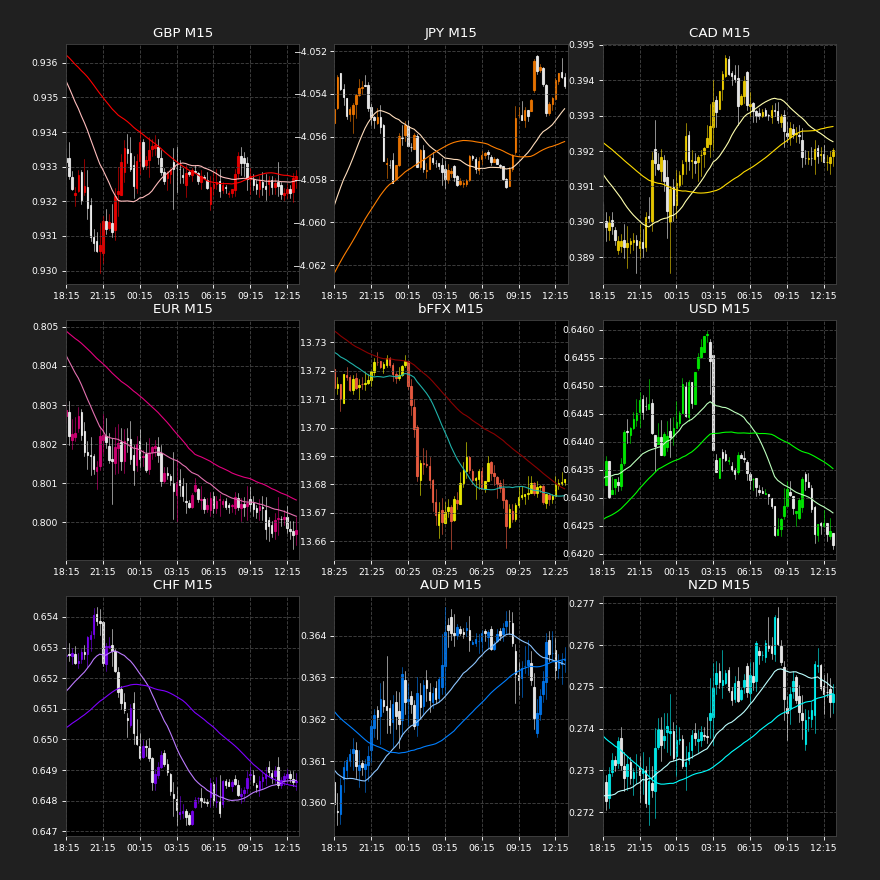 GBP M15 JPY M15 CAD M15
0.936 0.935 0.934 0.933 0.932 0.931 0.930
−4.052 −4.054 −4.056 −4.058 −4.060 −4.062
0.395 0.394 0.393 0.392 0.391 0.390 0.389
18:15 21:15 00:15 03:15 06:15 09:15 12:15
18:15 21:15 00:15 03:15 06:15 09:15 12:15
18:15 21:15 00:15 03:15 06:15 09:15 12:15
EUR M15 bFFX M15 USD M15
0.805 0.804 0.803 0.802 0.801 0.800
13.73 13.72 13.71 13.70 13.69 13.68 13.67 13.66
0.6460 0.6455 0.6450 0.6445 0.6440 0.6435 0.6430 0.6425 0.6420
18:15 21:15 00:15 03:15 06:15 09:15 12:15
18:25 21:25 00:25 03:25 06:25 09:25 12:25
18:15 21:15 00:15 03:15 06:15 09:15 12:15
CHF M15 AUD M15 NZD M15
0.654 0.653 0.652 0.651 0.650 0.649 0.648 0.647
0.364 0.363 0.362 0.361 0.360
0.277 0.276 0.275 0.274 0.273 0.272
18:15 21:15 00:15 03:15 06:15 09:15 12:15
18:15 21:15 00:15 03:15 06:15 09:15 12:15
18:15 21:15 00:15 03:15 06:15 09:15 12:15